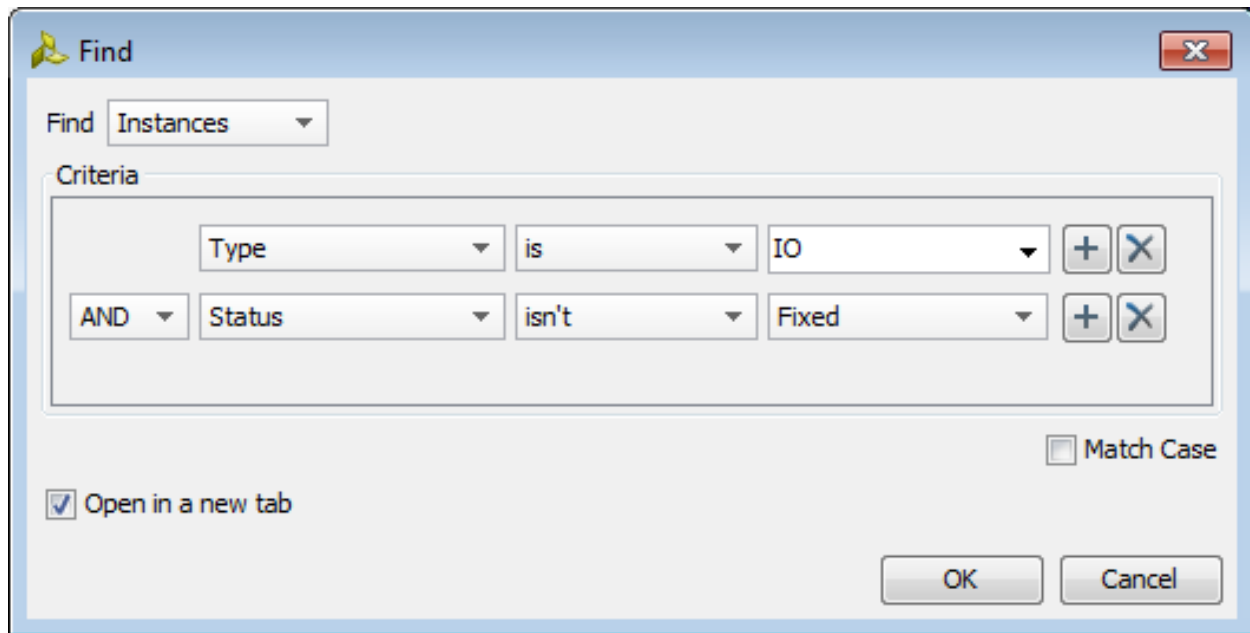 Find
Find Instances
Criteria
Type is IO
AND Status isn't Fixed
Match Case
Open in a new tab
OK Cancel